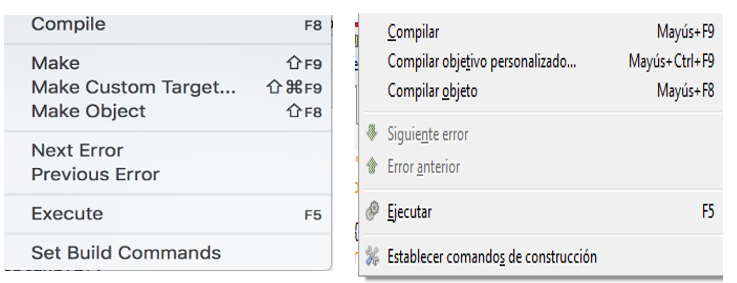 Compile F8
Make ⇧F9
Make Custom Target... ⇧⌘F9
Make Object ⇧F8
Next Error
Previous Error
Execute F5
Set Build Commands
Compilar Mayús+F9
Compilar objetivo personalizado... Mayús+Ctrl+F9
Compilar objeto Mayús+F8
Siguiente error
Error anterior
Ejecutar F5
Establecer comandos de construcción